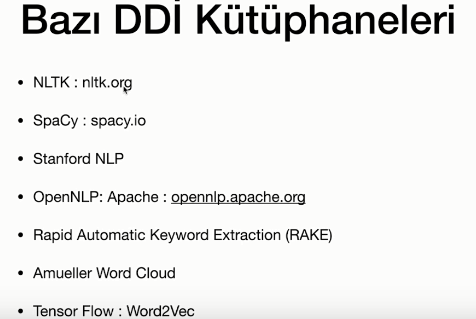 Bazı DDİ Kütüphaneleri
• NLTK : nltk.org
• SpaCy : spacy.io
• Stanford NLP
• OpenNLP: Apache : opennlp.apache.org
• Rapid Automatic Keyword Extraction (RAKE)
• Amueller Word Cloud
• Tensor Flow : Word2Vec